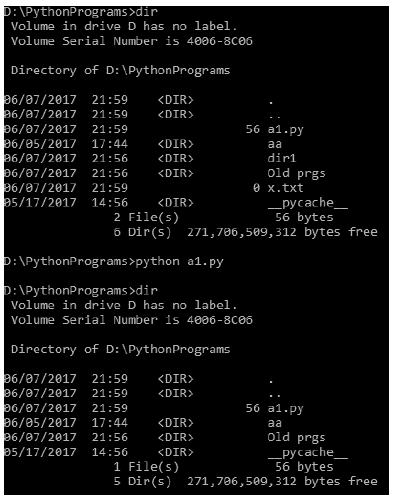 D:\PythonPrograms>dir
Volume in drive D has no label.
Volume Serial Number is 4006-8C06
Directory of D:\PythonPrograms
06/07/2017 21:59 <DIR> .
06/07/2017 21:59 <DIR> ..
06/07/2017 21:59 56 a1.py
06/05/2017 17:44 <DIR> aa
06/07/2017 21:56 <DIR> dir1
06/07/2017 21:56 <DIR> Old prgs
06/07/2017 21:59 0 x.txt
05/17/2017 14:56 <DIR> __pycache__
2 File(s) 56 bytes
6 Dir(s) 271,706,509,312 bytes free
D:\PythonPrograms>python a1.py
D:\PythonPrograms>dir
Volume in drive D has no label.
Volume Serial Number is 4006-8C06
Directory of D:\PythonPrograms
06/07/2017 21:59 <DIR> .
06/07/2017 21:59 <DIR> ..
06/07/2017 21:59 56 a1.py
06/05/2017 17:44 <DIR> aa
06/07/2017 21:56 <DIR> Old prgs
05/17/2017 14:56 <DIR> __pycache__
1 File(s) 56 bytes
5 Dir(s) 271,706,509,312 bytes free